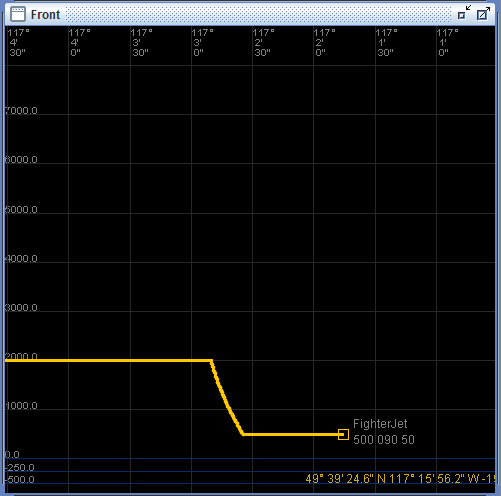 Front
117° 117° 117° 117° 117° 117° 117° 117°
4' 4' 3' 3' 2' 2' 1' 1'
30" 0" 30" 0" 30" 0" 30" 0"
7000.0
6000.0
5000.0
4000.0
3000.0
2000.0
1000.0
FighterJet
500 090 50
0.0
-250.0
-500.0
49° 39' 24.6" N 117° 15' 56.2" W